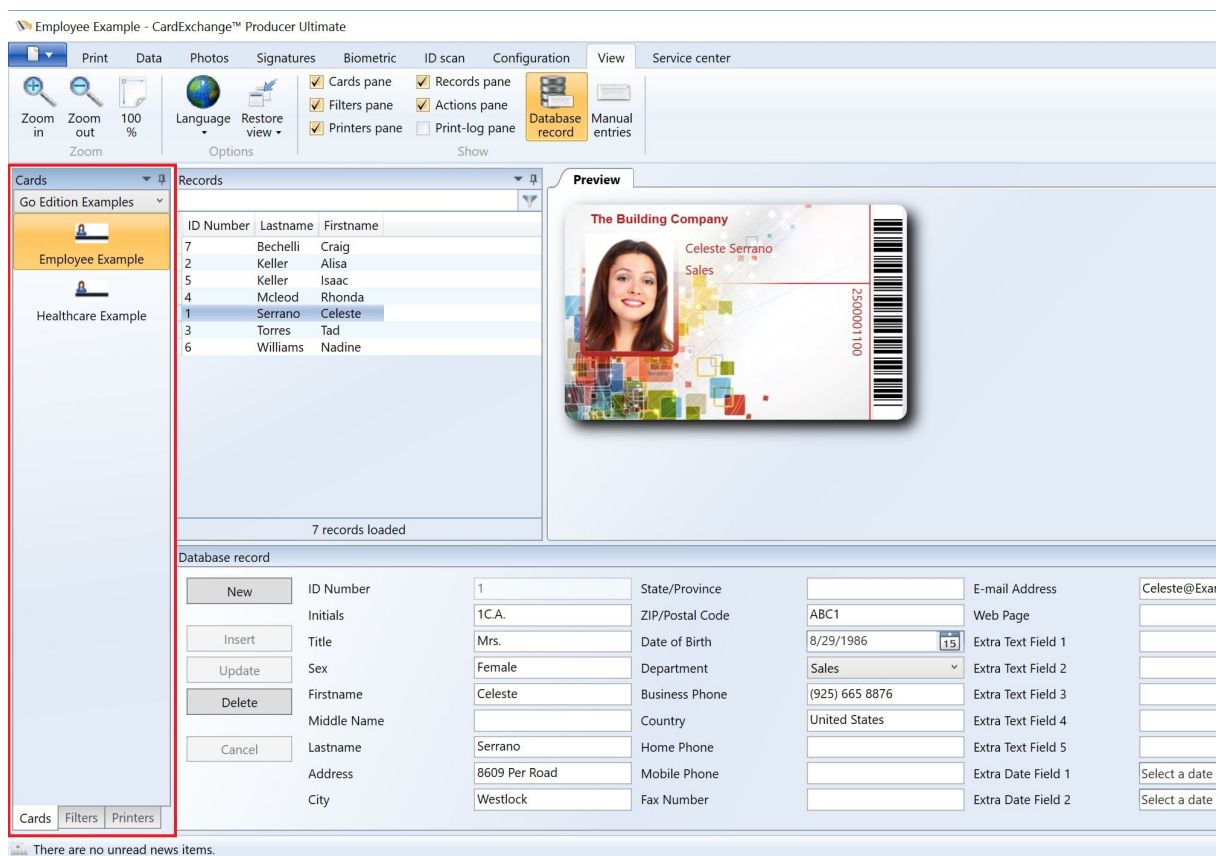 Employee Example - CardExchange™ Producer Ultimate
Print Data Photos Signatures Biometric ID scan Configuration View Service center
Zoom in
Zoom out
100 %
Zoom
Language
Restore view
Options
Cards pane
Filters pane
Printers pane
Records pane
Actions pane
Print-log pane
Database record
Manual entries
Show
Cards
Go Edition Examples
Employee Example
Healthcare Example
Cards Filters Printers
Records
ID Number Lastname Firstname
7 Bechelli Craig
2 Keller Alisa
5 Keller Isaac
4 Mcleod Rhonda
1 Serrano Celeste
3 Torres Tad
6 Williams Nadine
7 records loaded
Preview
The Building Company
Celeste Serrano
Sales
2500001100
Database record
New
Insert
Update
Delete
Cancel
ID Number 1
Initials 1C.A.
Title Mrs.
Sex Female
Firstname Celeste
Middle Name
Lastname Serrano
Address 8609 Per Road
City Westlock
State/Province
ZIP/Postal Code ABC1
Date of Birth 8/29/1986 15
Department Sales
Business Phone (925) 665 8876
Country United States
Home Phone
Mobile Phone
Fax Number
E-mail Address Celeste@Exa
Web Page
Extra Text Field 1
Extra Text Field 2
Extra Text Field 3
Extra Text Field 4
Extra Text Field 5
Extra Date Field 1 Select a date
Extra Date Field 2 Select a date
There are no unread news items.